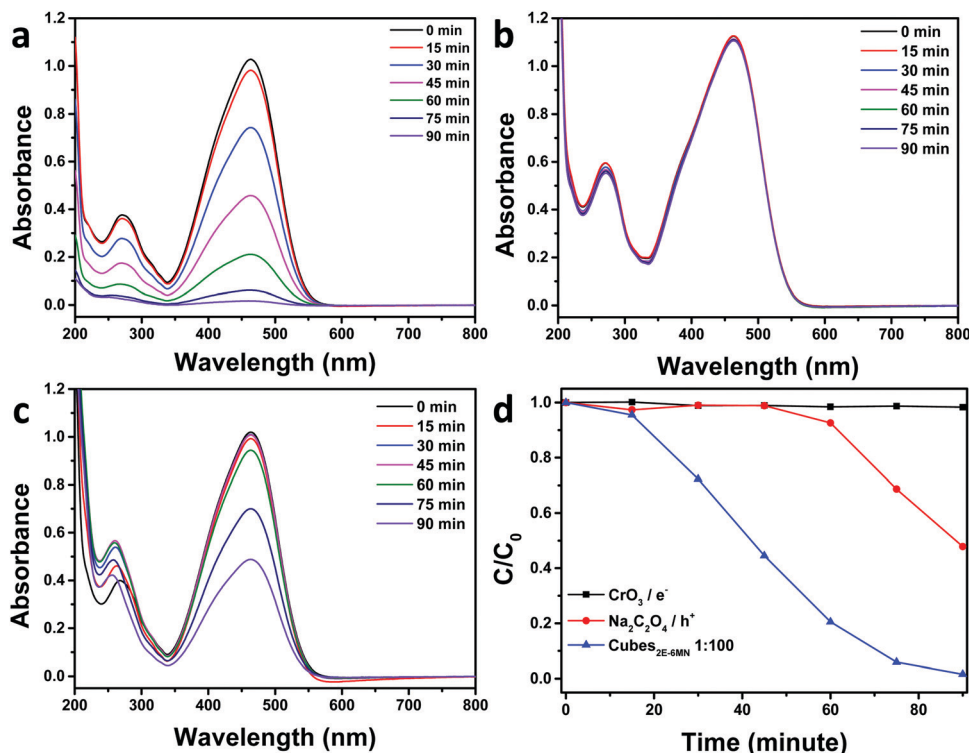 a
1.2
1.0
0.8
0.6
0.4
0.2
0.0
Absorbance
200 300 400 500 600 700 800
Wavelength (nm)
0 min
15 min
30 min
45 min
60 min
75 min
90 min
b
1.2
1.0
0.8
0.6
0.4
0.2
0.0
Absorbance
200 300 400 500 600 700 800
Wavelength (nm)
0 min
15 min
30 min
45 min
60 min
75 min
90 min
c
1.2
1.0
0.8
0.6
0.4
0.2
0.0
Absorbance
200 300 400 500 600 700 800
Wavelength (nm)
0 min
15 min
30 min
45 min
60 min
75 min
90 min
d
1.0
0.8
0.6
0.4
0.2
0.0
C/C₀
0 20 40 60 80
Time (minute)
CrO₃ / e⁻
Na₂C₂O₄ / h⁺
Cubes₂E-₆MN 1:100